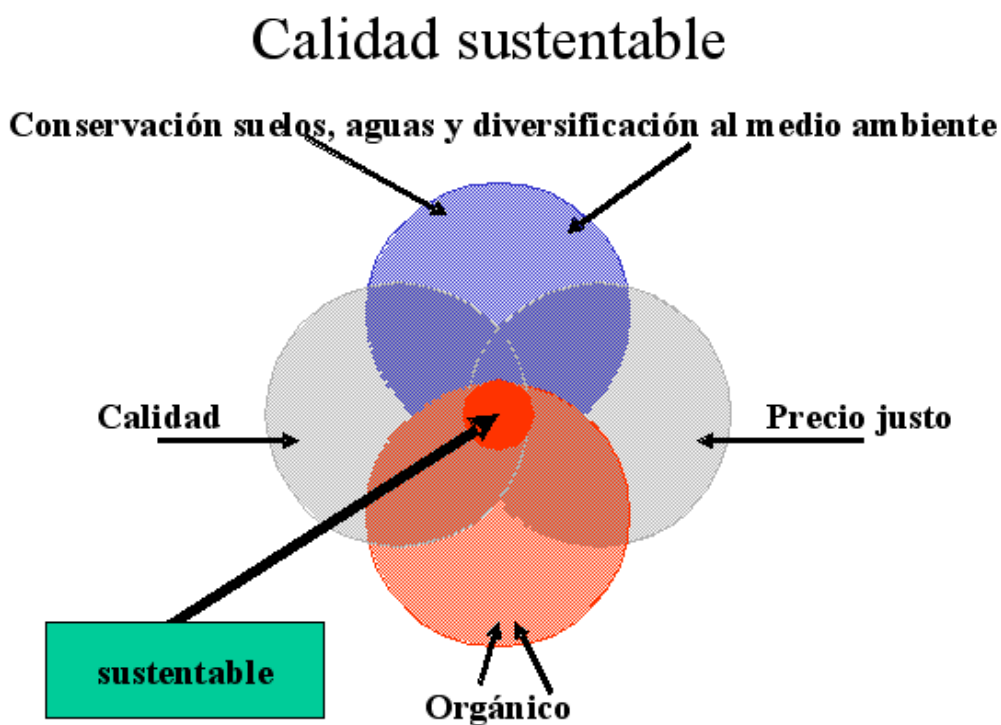 Calidad sustentable
Conservación suelos, aguas y diversificación al medio ambiente
Calidad
Precio justo
sustentable
Orgánico